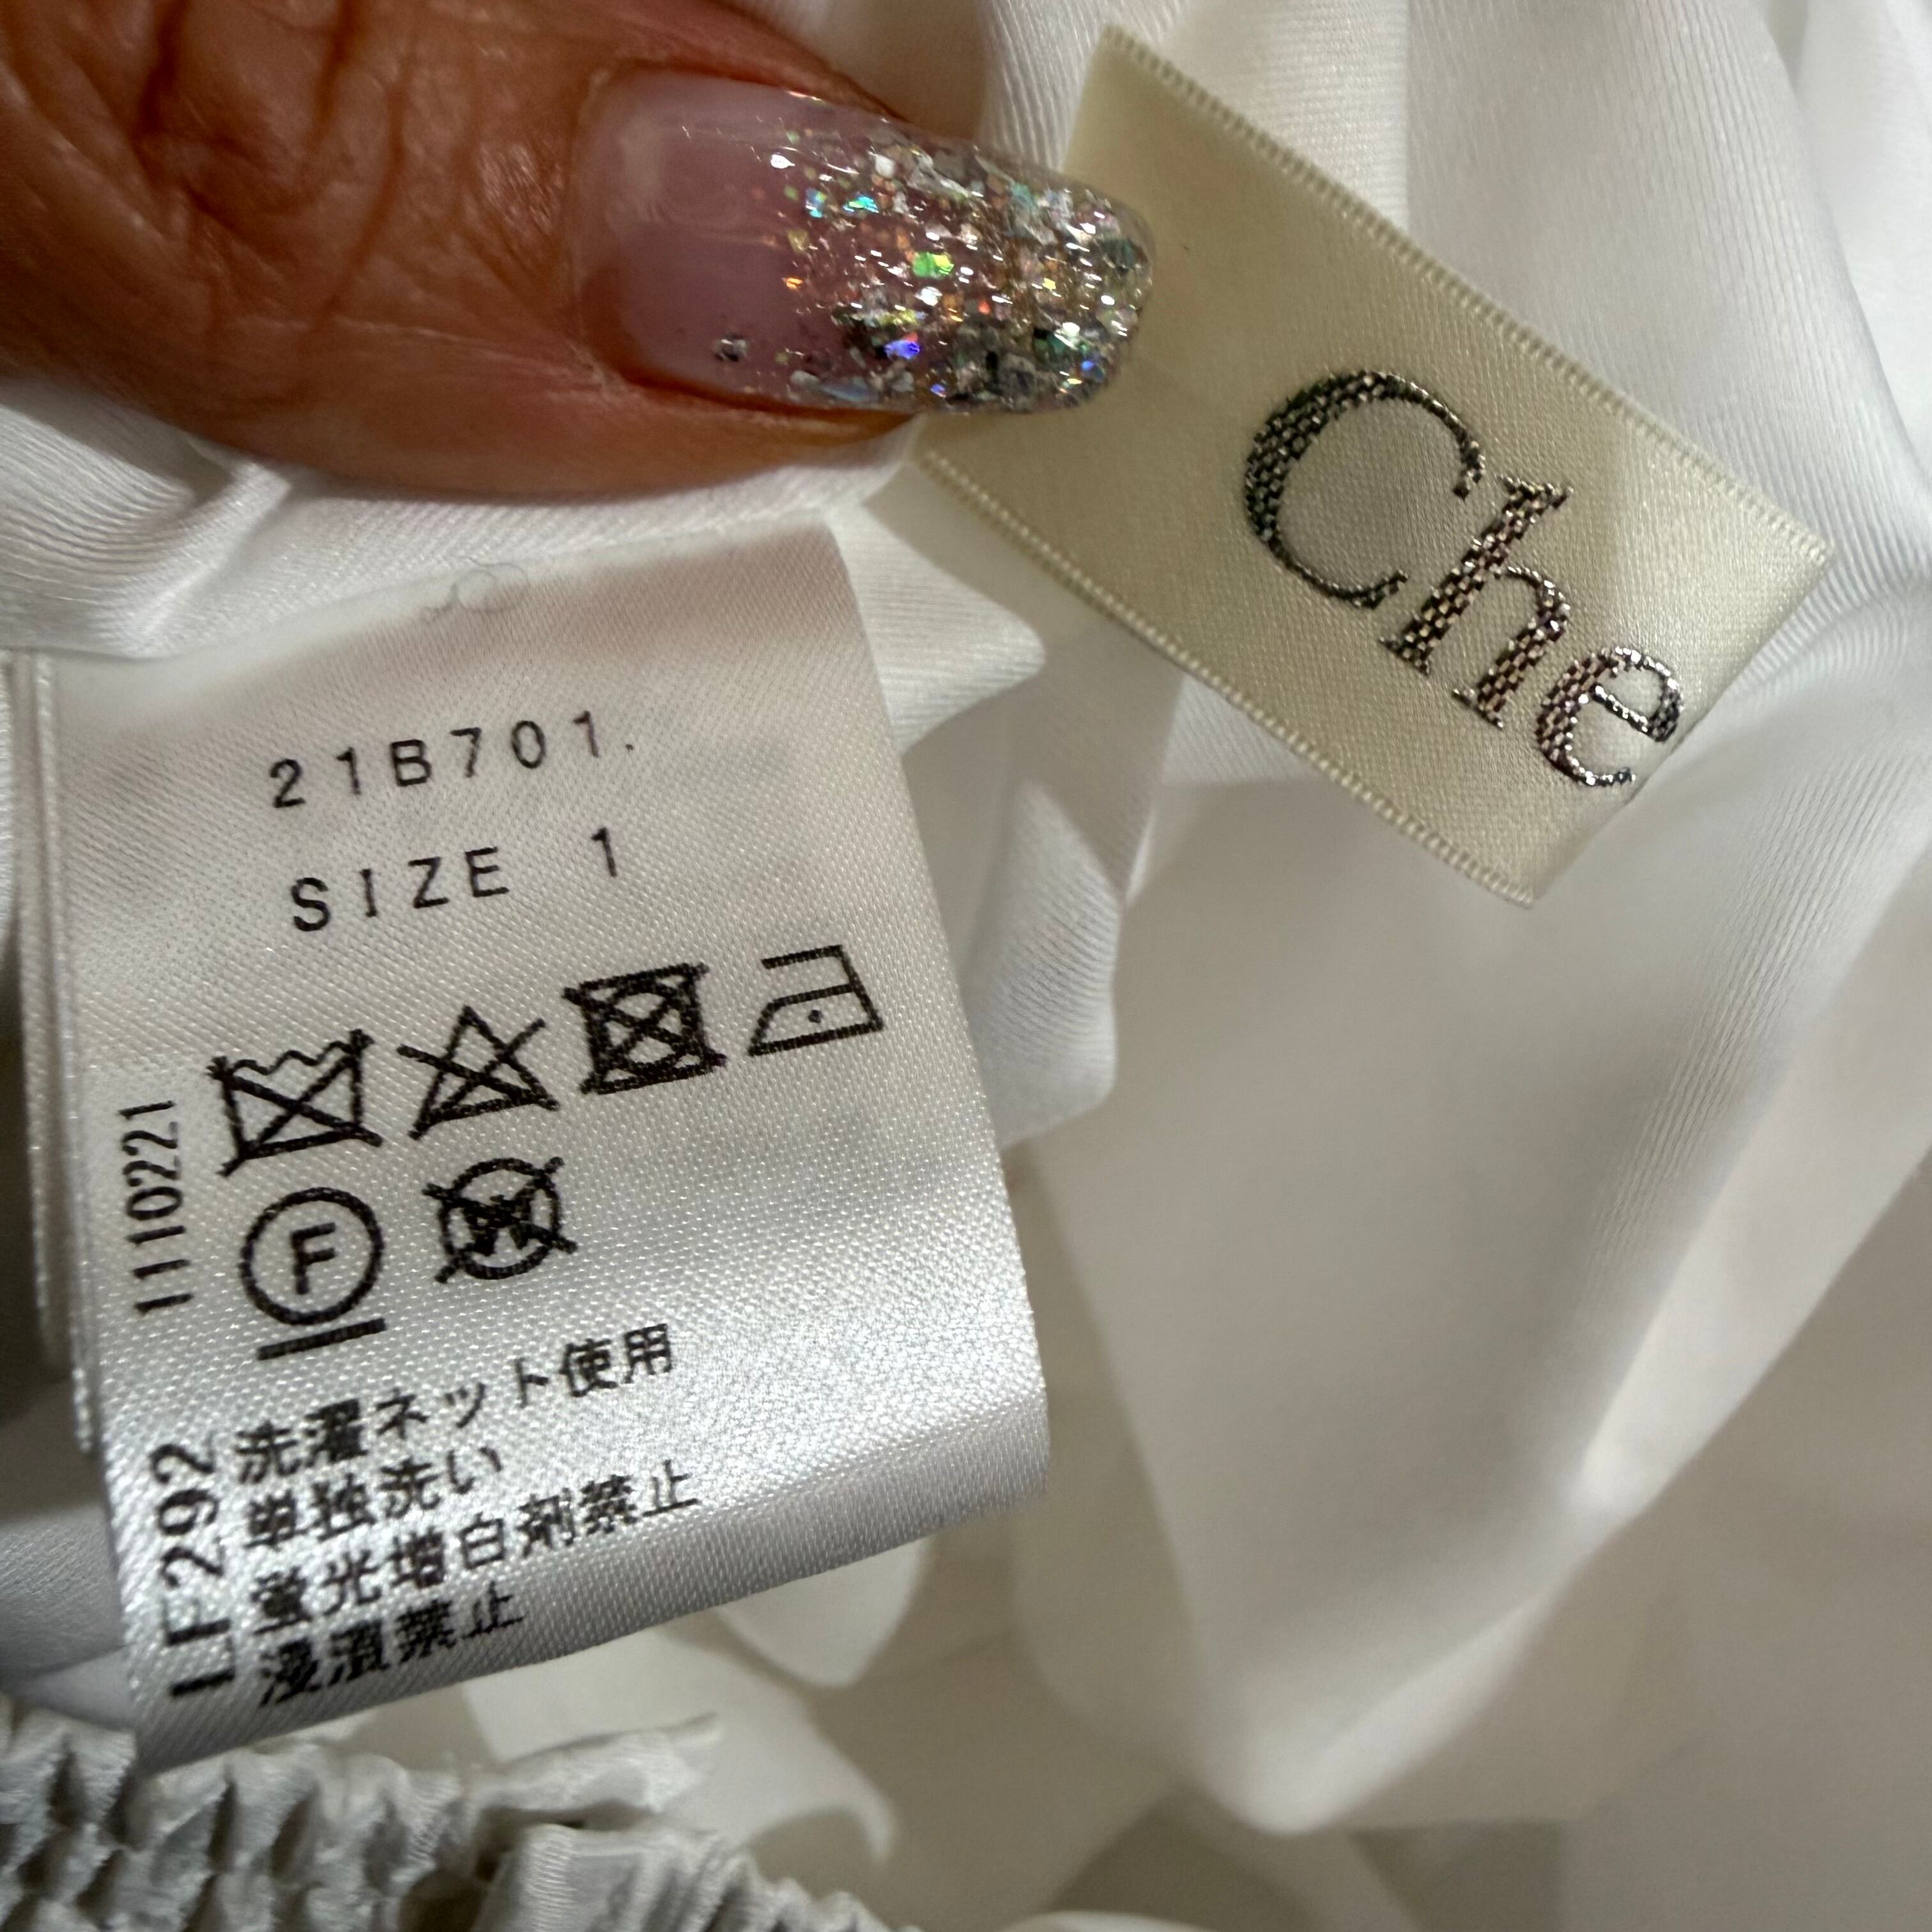 Che
21B701.
SIZE 1
110221
F
W
洗濯ネット使用
単独洗い
蛍光増白剤禁止
浸漬禁止
LF292